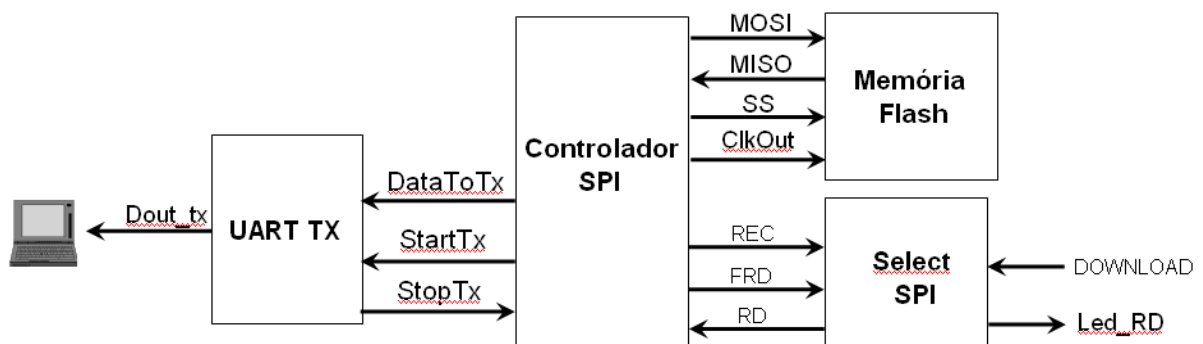 MOSI
MISO
SS
ClkOut
Memória
Flash
Controlador
SPI
DataToTx
StartTx
StopTx
UART TX
Dout_tx
REC
FRD
RD
Select
SPI
DOWNLOAD
Led_RD